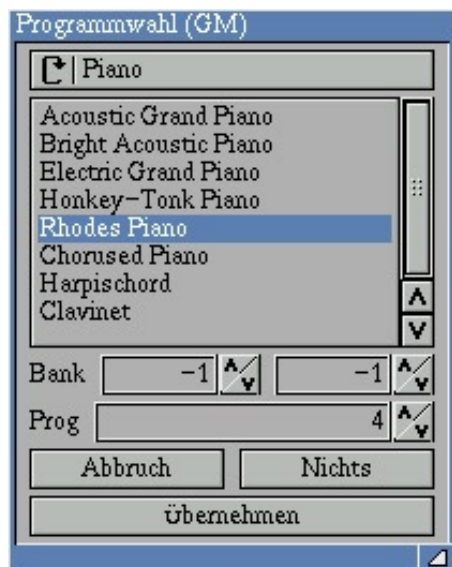 Programmwahl (GM)
Piano
Acoustic Grand Piano
Bright Acoustic Piano
Electric Grand Piano
Honkey-Tonk Piano
Rhodes Piano
Chorused Piano
Harpischord
Clavinet
Bank -1 -1
Prog 4
Abbruch Nichts
übernehmen